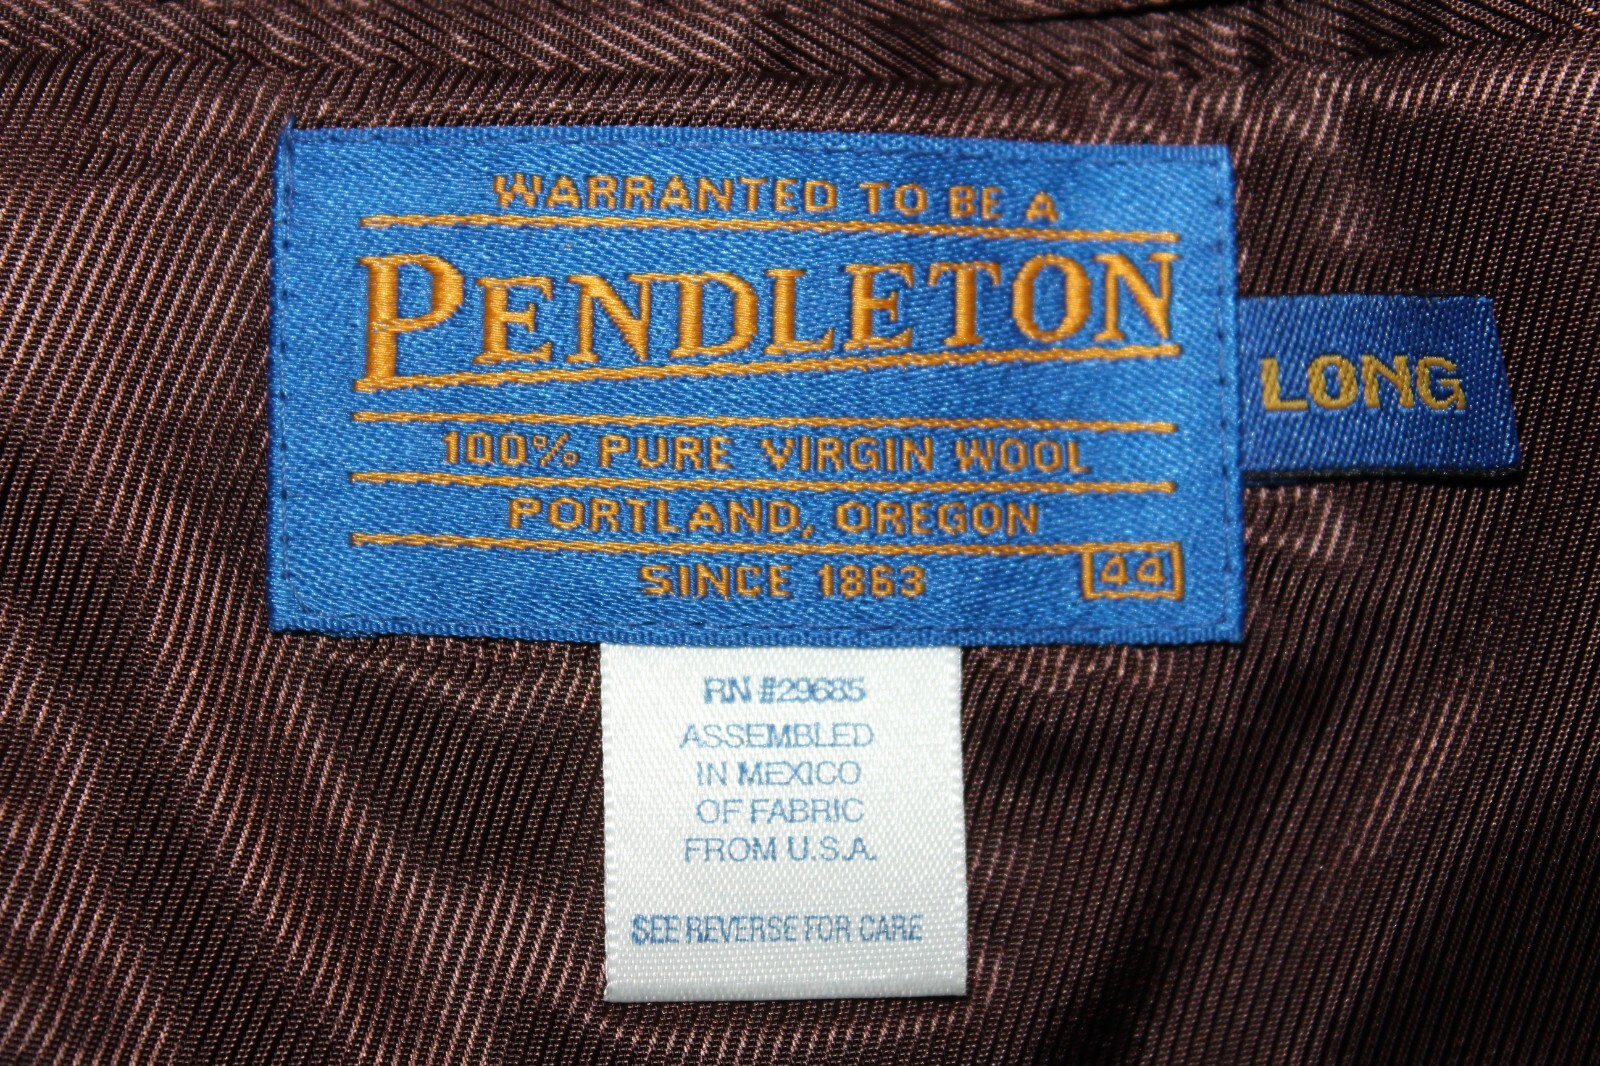 WARRANTED TO BE A
PENDLETON
LONG
100% PURE VIRGIN WOOL
PORTLAND, OREGON
SINCE 1863
44
RN #29685
ASSEMBLED
IN MEXICO
OF FABRIC
FROM U.S.A.
SEE REVERSE FOR CARE